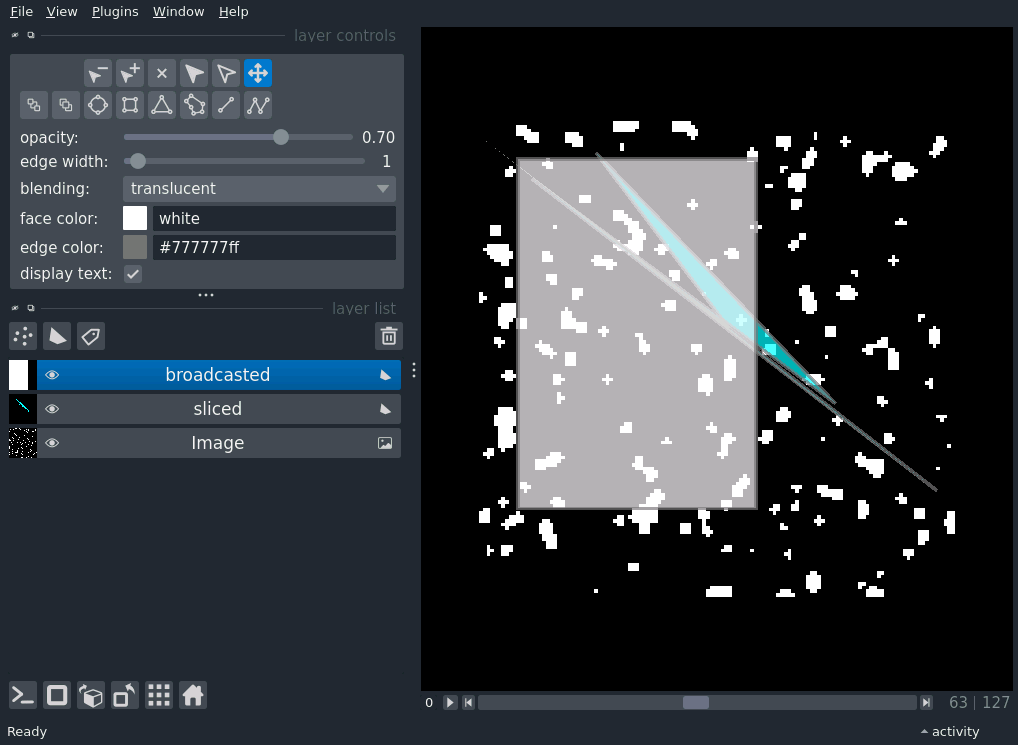 File View Plugins Window Help
layer controls
opacity: 0.70
edge width: 1
blending: translucent
face color: white
edge color: #777777ff
display text:
layer list
broadcasted
sliced
Image
0 63 | 127
Ready activity